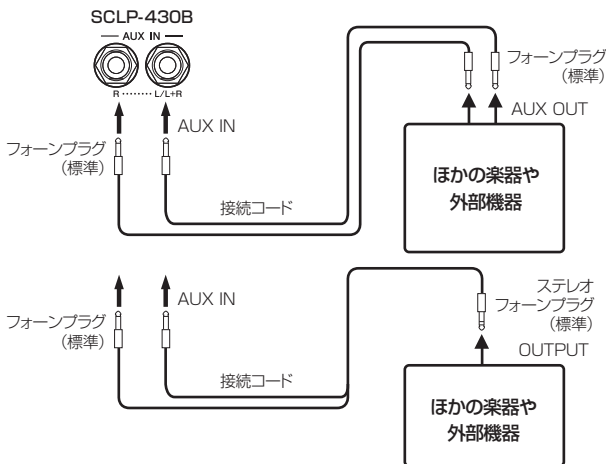 SCLP-430B
AUX IN
R L/L+R
AUX IN
フォーンプラグ
(標準)
フォーンプラグ
(標準)
AUX OUT
ほかの楽器や
外部機器
接続コード
AUX IN
フォーンプラグ
(標準)
接続コード
ステレオ
フォーンプラグ
(標準)
OUTPUT
ほかの楽器や
外部機器